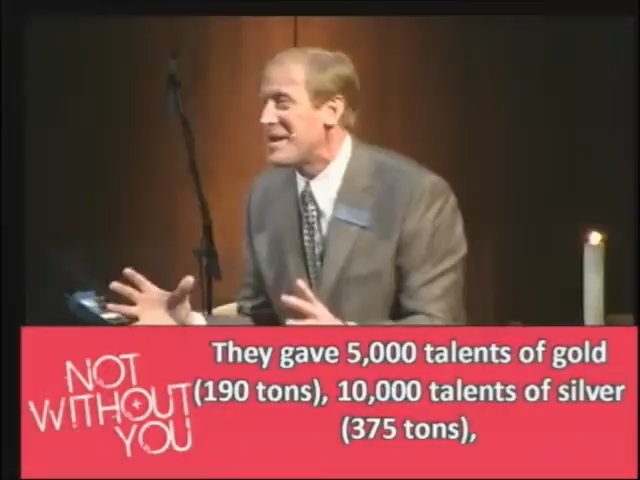 NOT
WITHOUT
YOU
They gave 5,000 talents of gold
(190 tons), 10,000 talents of silver
(375 tons),